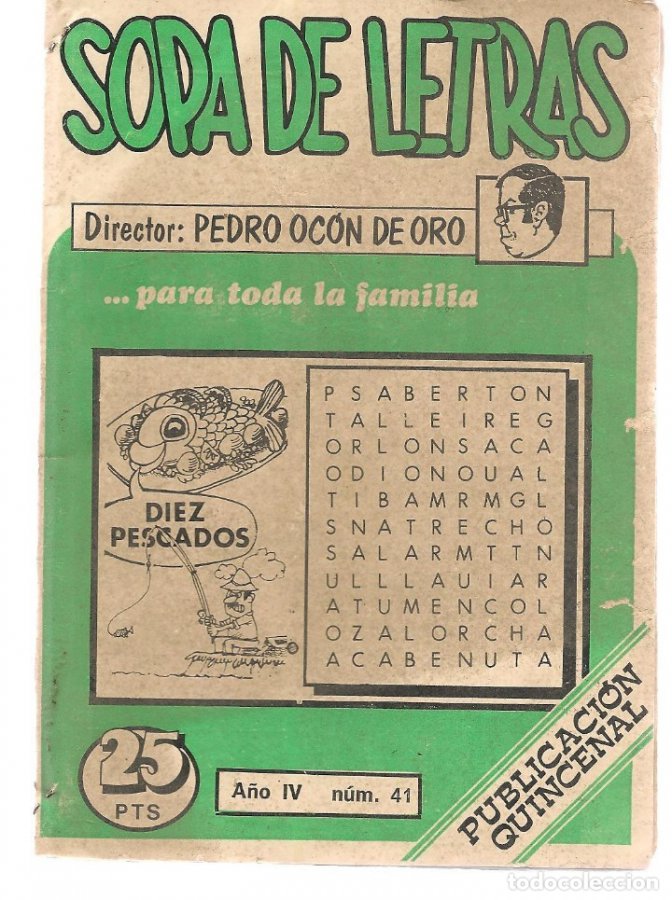 SOPA DE LETRAS
Director: PEDRO OCÓN DE ORO
... para toda la familia
DIEZ
PESCADOS
P S A B E R T O N
T A L L E I R E G
O R L O N S A C A
O D I O N O U A L
T I B A M R M G L
S N A T R E C H O
S A L A R M T T N
U L L L A U I A R
A T U M E N C O L
O Z A L O R C H A
A C A B E N U T A
25
PTS
Año IV núm. 41
PUBLICACIÓN
QUINCENAL
todocoleccion